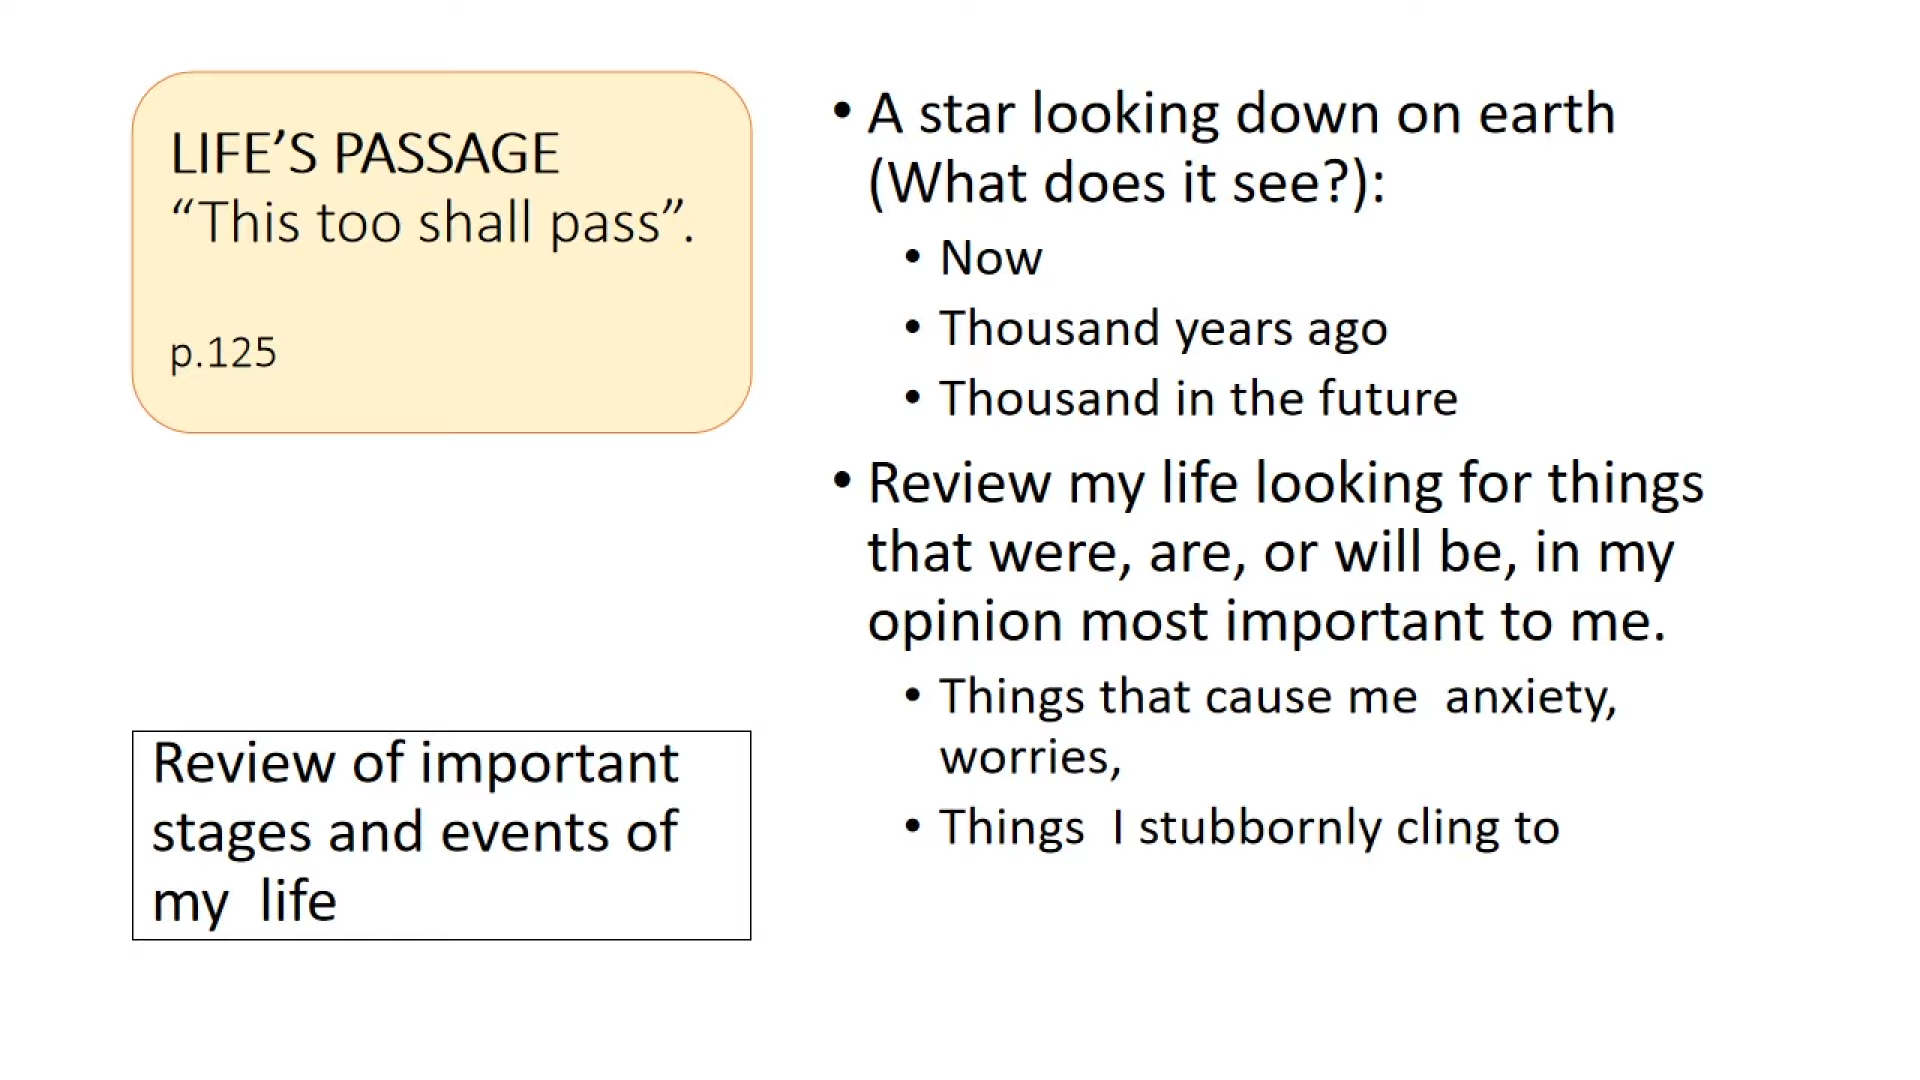 LIFE’S PASSAGE
“This too shall pass”.
p.125
Review of important
stages and events of
my  life
• A star looking down on earth
(What does it see?):
• Now
• Thousand years ago
• Thousand in the future
• Review my life looking for things
that were, are, or will be, in my
opinion most important to me.
• Things that cause me  anxiety,
worries,
• Things  I stubbornly cling to